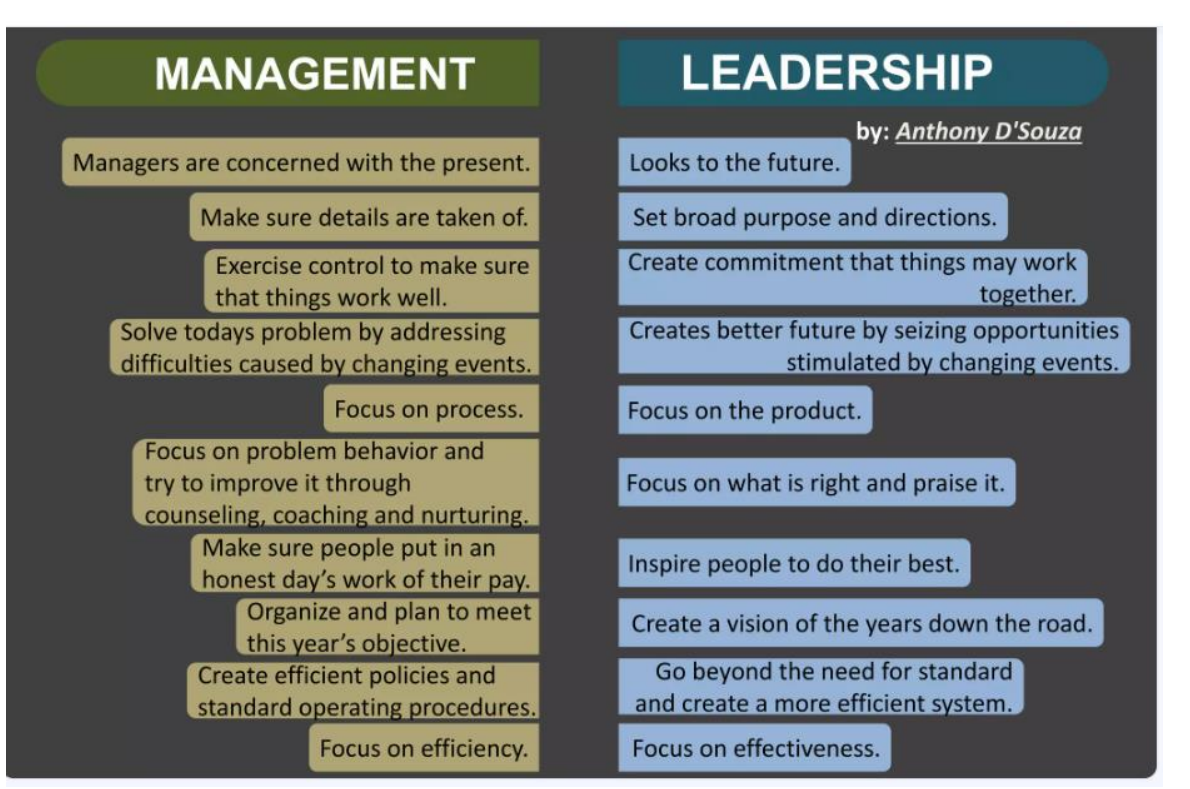 MANAGEMENT
LEADERSHIP
by: Anthony D'Souza
Managers are concerned with the present.
Looks to the future.
Make sure details are taken of.
Set broad purpose and directions.
Exercise control to make sure
that things work well.
Create commitment that things may work
together.
Solve todays problem by addressing
difficulties caused by changing events.
Creates better future by seizing opportunities
stimulated by changing events.
Focus on process.
Focus on the product.
Focus on problem behavior and
try to improve it through
counseling, coaching and nurturing.
Focus on what is right and praise it.
Make sure people put in an
honest day’s work of their pay.
Inspire people to do their best.
Organize and plan to meet
this year’s objective.
Create a vision of the years down the road.
Create efficient policies and
standard operating procedures.
Go beyond the need for standard
and create a more efficient system.
Focus on efficiency.
Focus on effectiveness.